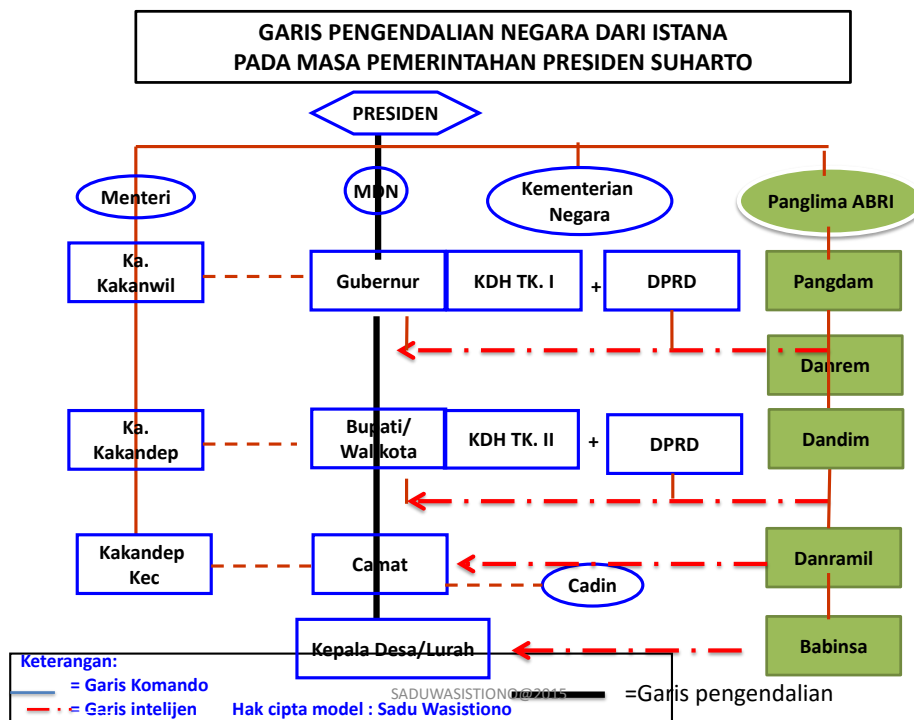 GARIS PENGENDALIAN NEGARA DARI ISTANA
PADA MASA PEMERINTAHAN PRESIDEN SUHARTO
PRESIDEN
Menteri
MDN
Kementerian
Negara
Panglima ABRI
Ka.
Kakanwil
Gubernur
KDH TK. I
+
DPRD
Pangdam
Danrem
Ka.
Kakandep
Bupati/
Walikota
KDH TK. II
+
DPRD
Dandim
Kakandep
Kec
Camat
Cadin
Danramil
Kepala Desa/Lurah
Babinsa
Keterangan:
= Garis Komando
= Garis intelijen
Hak cipta model : Sadu Wasistiono
SADUWASISTIONO@2015
=Garis pengendalian